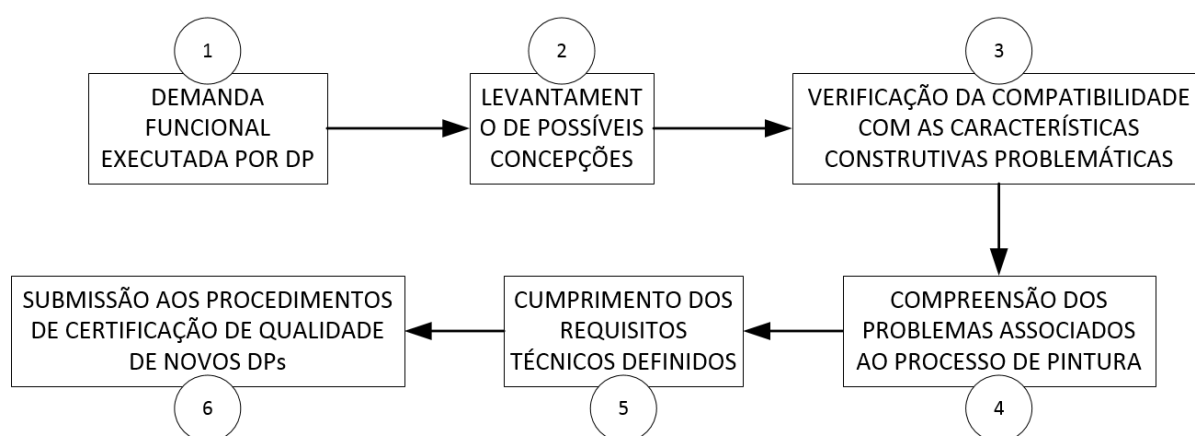 1
DEMANDA
FUNCIONAL
EXECUTADA POR DP
2
LEVANTAMENT
O DE POSSÍVEIS
CONCEPÇÕES
3
VERIFICAÇÃO DA COMPATIBILIDADE
COM AS CARACTERÍSTICAS
CONSTRUTIVAS PROBLEMÁTICAS
4
COMPREENSÃO DOS
PROBLEMAS ASSOCIADOS
AO PROCESSO DE PINTURA
5
CUMPRIMENTO DOS
REQUISITOS
TÉCNICOS DEFINIDOS
6
SUBMISSÃO AOS PROCEDIMENTOS
DE CERTIFICAÇÃO DE QUALIDADE
DE NOVOS DPs